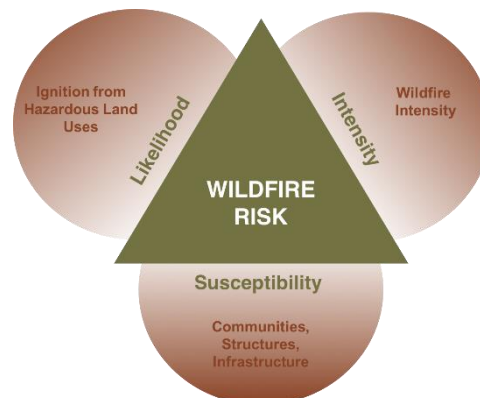 Ignition from
Hazardous Land
Uses
Likelihood
Intensity
Wildfire
Intensity
WILDFIRE
RISK
Susceptibility
Communities,
Structures,
Infrastructure